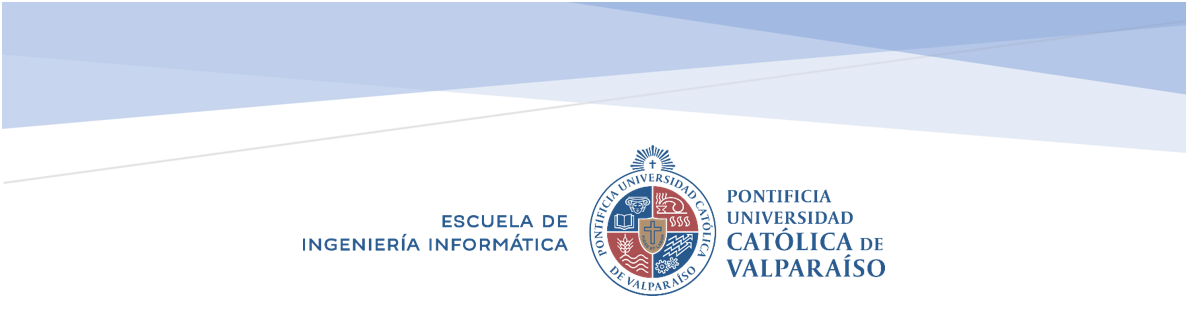 ESCUELA DE
INGENIERÍA INFORMÁTICA
PONTIFICIA UNIVERSIDAD CATÓLICA
DE VALPARAÍSO
PONTIFICIA
UNIVERSIDAD
CATÓLICA DE
VALPARAÍSO